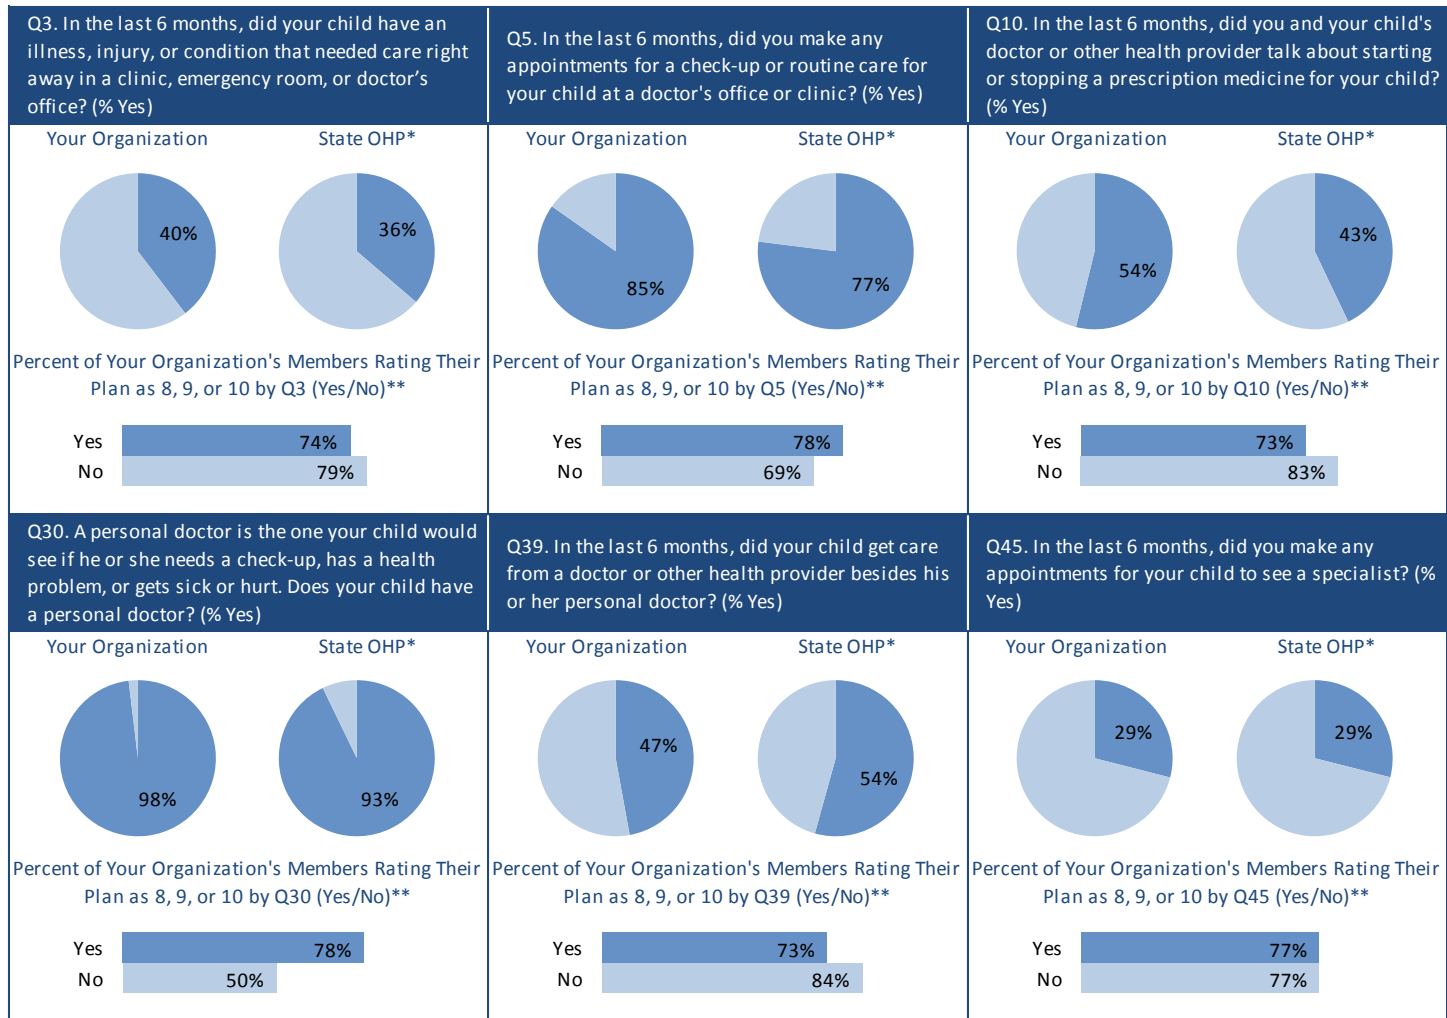 Q3. In the last 6 months, did your child have an
illness, injury, or condition that needed care right
away in a clinic, emergency room, or doctor’s
office? (% Yes)
Your Organization
State OHP*
40%
36%
Percent of Your Organization's Members Rating Their
Plan as 8, 9, or 10 by Q3 (Yes/No)**
Yes
74%
No
79%
Q5. In the last 6 months, did you make any
appointments for a check-up or routine care for
your child at a doctor's office or clinic? (% Yes)
Your Organization
State OHP*
85%
77%
Percent of Your Organization's Members Rating Their
Plan as 8, 9, or 10 by Q5 (Yes/No)**
Yes
78%
No
69%
Q10. In the last 6 months, did you and your child's
doctor or other health provider talk about starting
or stopping a prescription medicine for your child?
(% Yes)
Your Organization
State OHP*
54%
43%
Percent of Your Organization's Members Rating Their
Plan as 8, 9, or 10 by Q10 (Yes/No)**
Yes
73%
No
83%
Q30. A personal doctor is the one your child would
see if he or she needs a check-up, has a health
problem, or gets sick or hurt. Does your child have
a personal doctor? (% Yes)
Your Organization
State OHP*
98%
93%
Percent of Your Organization's Members Rating Their
Plan as 8, 9, or 10 by Q30 (Yes/No)**
Yes
78%
No
50%
Q39. In the last 6 months, did your child get care
from a doctor or other health provider besides his
or her personal doctor? (% Yes)
Your Organization
State OHP*
47%
54%
Percent of Your Organization's Members Rating Their
Plan as 8, 9, or 10 by Q39 (Yes/No)**
Yes
73%
No
84%
Q45. In the last 6 months, did you make any
appointments for your child to see a specialist? (%
Yes)
Your Organization
State OHP*
29%
29%
Percent of Your Organization's Members Rating Their
Plan as 8, 9, or 10 by Q45 (Yes/No)**
Yes
77%
No
77%